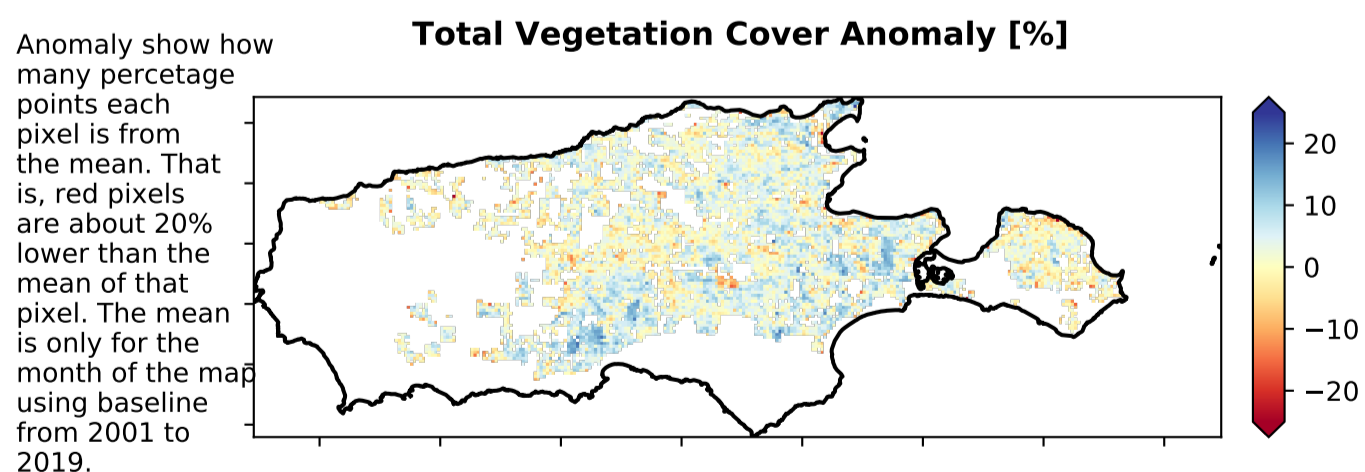 Total Vegetation Cover Anomaly [%]
Anomaly show how
many percetage
points each
pixel is from
the mean. That
is, red pixels
are about 20%
lower than the
mean of that
pixel. The mean
is only for the
month of the map
using baseline
from 2001 to
2019.
20
10
0
−10
−20